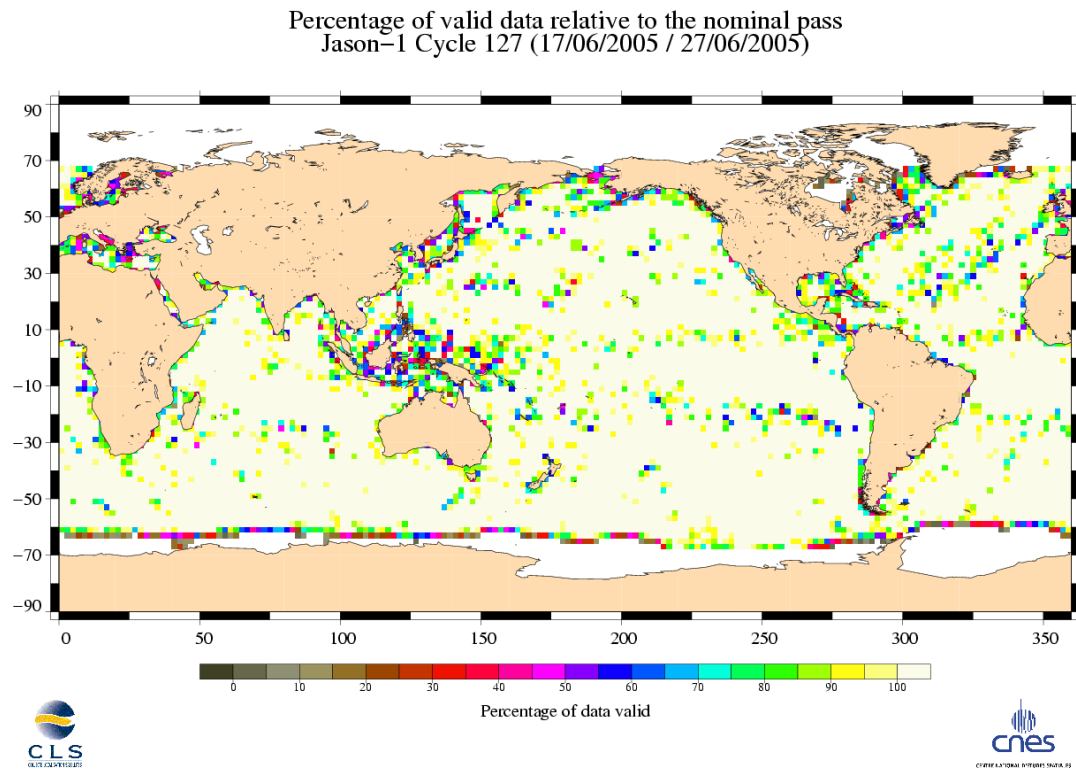 Percentage of valid data relative to the nominal pass
Jason−1 Cycle 127 (17/06/2005 / 27/06/2005)
90
70
50
30
10
−10
−30
−50
−70
−90
0 50 100 150 200 250 300 350
0 10 20 30 40 50 60 70 80 90 100
Percentage of data valid
CLS
cnes